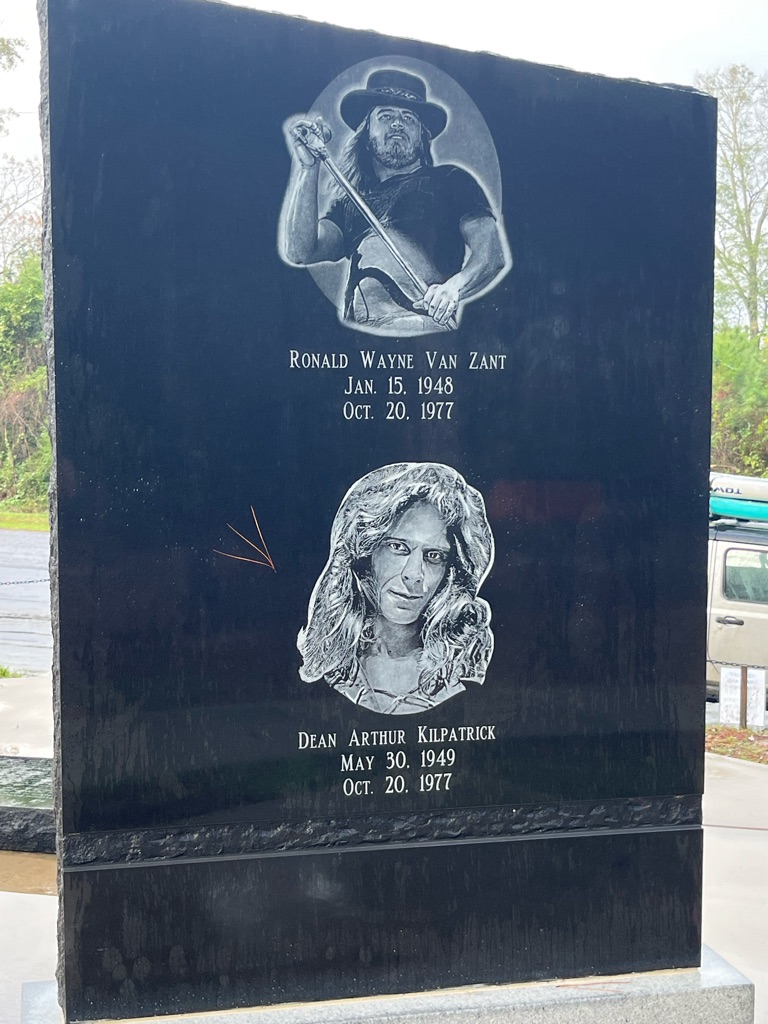 Ronald Wayne Van Zant
Jan. 15, 1948
Oct. 20, 1977
Dean Arthur Kilpatrick
May 30, 1949
Oct. 20, 1977